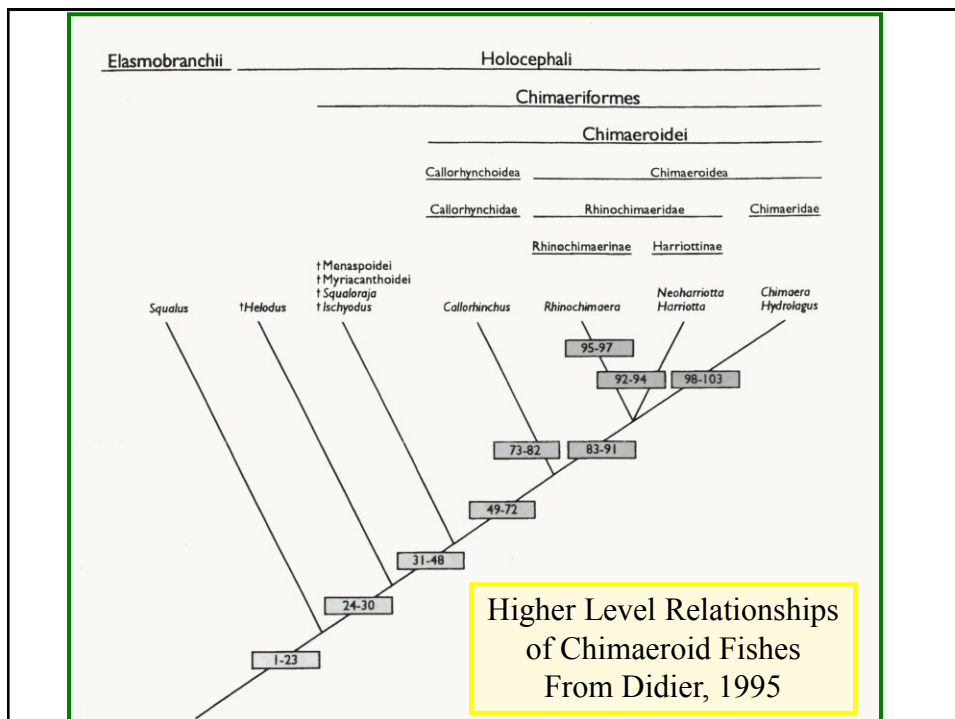 Elasmobranchii Holocephali
Chimaeriformes
Chimaeroidei
Callorhynchoidea Chimaeroidea
Callorhynchidae Rhinochimaeridae Chimaeridae
Rhinochimaerinae Harriottinae
†Menaspoidei
†Myriacanthoidei
†Squaloraja
†Ischyodus
Squalus
†Helodus
Callorhinchus
Rhinochimaera
Neoharriotta
Harriotta
Chimaera
Hydrolagus
95-97
92-94 98-103
73-82 83-91
49-72
31-48
24-30
1-23
Higher Level Relationships
of Chimaeroid Fishes
From Didier, 1995